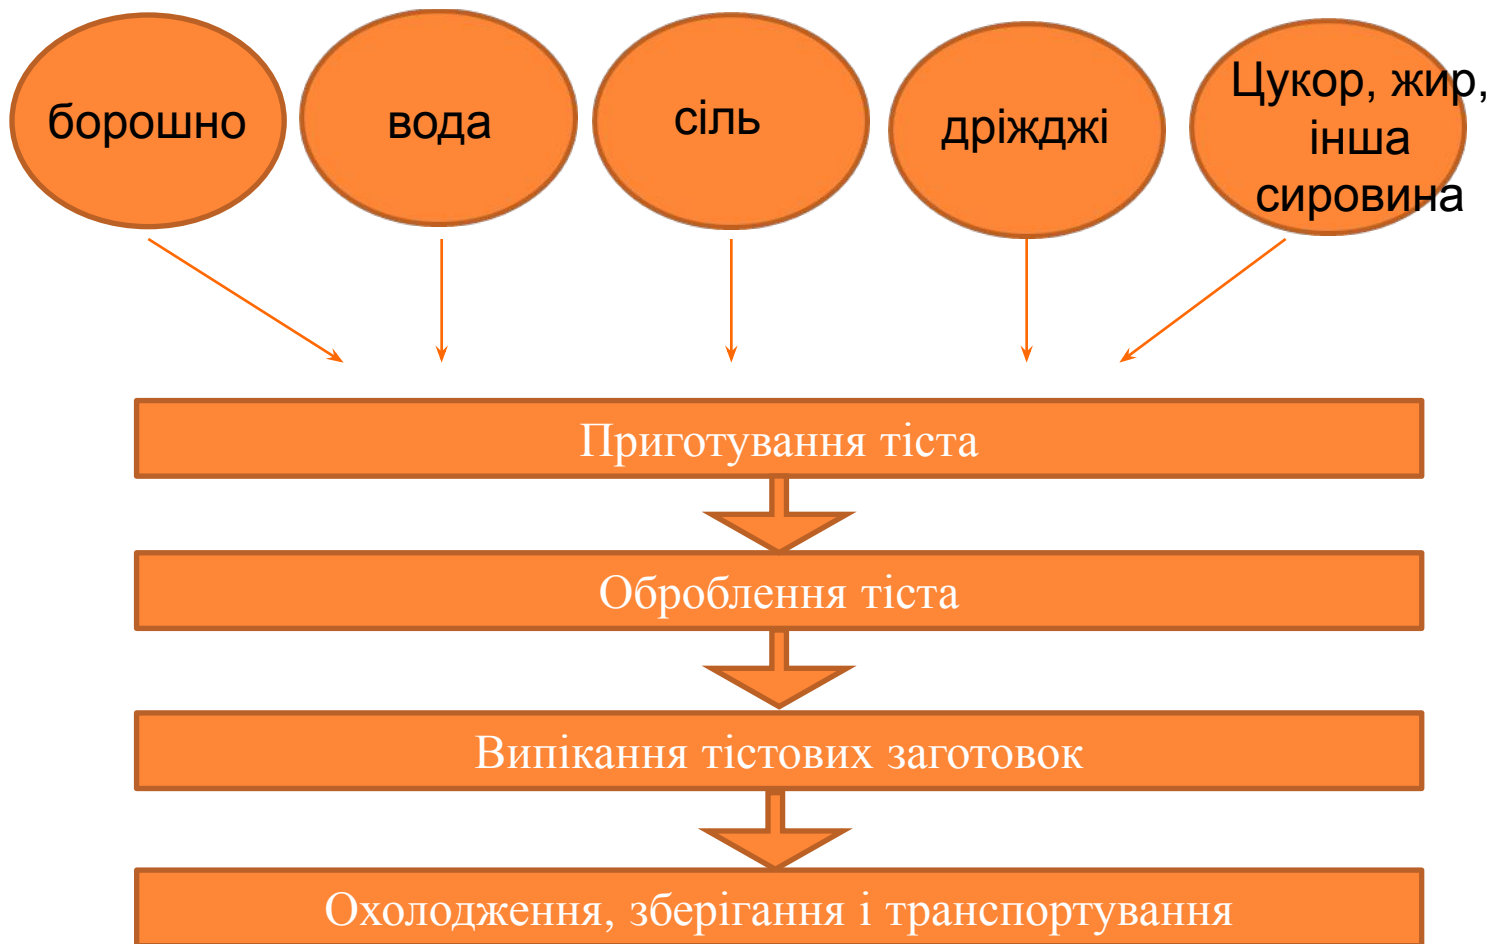 борошно
вода
сіль
дріжджі
Цукор, жир,
інша
сировина
Приготування тіста
Оброблення тіста
Випікання тістових заготовок
Охолодження, зберігання і транспортування